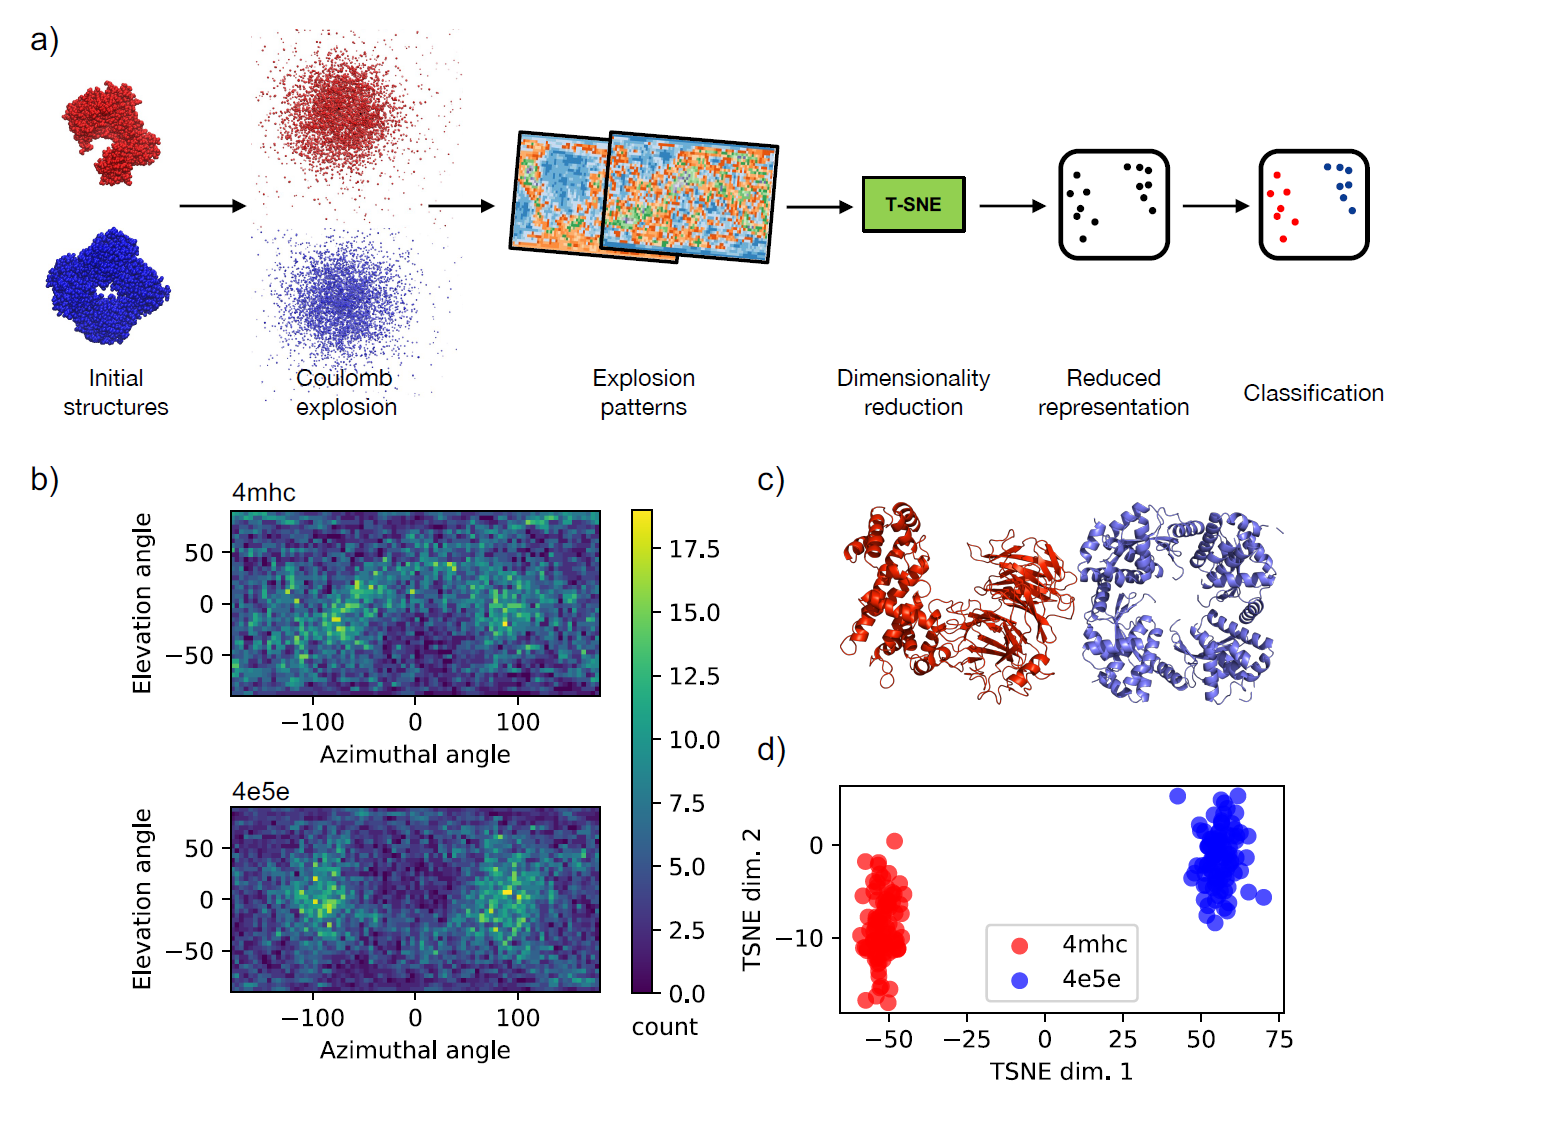 a)
T-SNE
Initial
structures
Coulomb
explosion
Explosion
patterns
Dimensionality
reduction
Reduced
representation
Classification
b)
4mhc
Elevation angle
50
0
−50
−100
0
100
Azimuthal angle
4e5e
Elevation angle
50
0
−50
−100
0
100
Azimuthal angle
17.5
15.0
12.5
10.0
7.5
5.0
2.5
0.0
count
c)
d)
TSNE dim. 2
0
−10
4mhc
4e5e
−50
−25
0
25
50
75
TSNE dim. 1